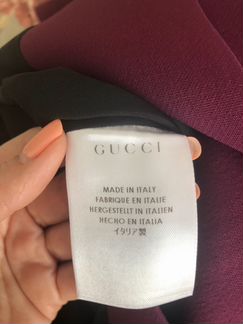 GUCCI
MADE IN ITALY
FABRIQUE EN ITALIE
HERGESTELLT IN ITALIEN
HECHO EN ITALIA
イタリア製